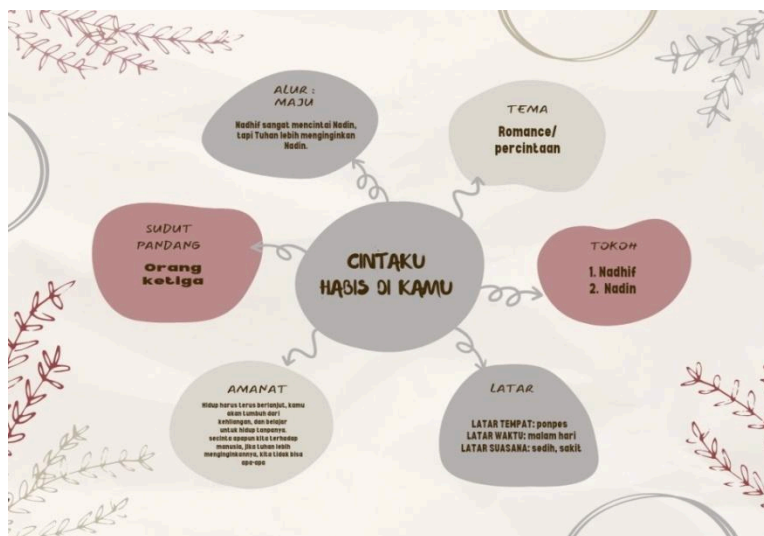 ALUR :
MAJU
Nadhif sangat mencintai Nadin,
tapi Tuhan lebih menginginkan
Nadin.
TEMA
Romance/
percintaan
SUDUT
PANDANG
Orang
ketiga
CINTAKU
HABIS DI KAMU
TOKOH
1. Nadhif
2. Nadin
AMANAT
Hidup harus terus berlanjut, kamu
akan tumbuh dari
kehilangan, dan belajar
untuk hidup tanpanya.
secinta apapun kita terhadap
manusia, jika tuhan lebih
menginginkannya, kita tidak bisa
apa-apa
LATAR
LATAR TEMPAT: ponpes
LATAR WAKTU: malam hari
LATAR SUASANA: sedih, sakit